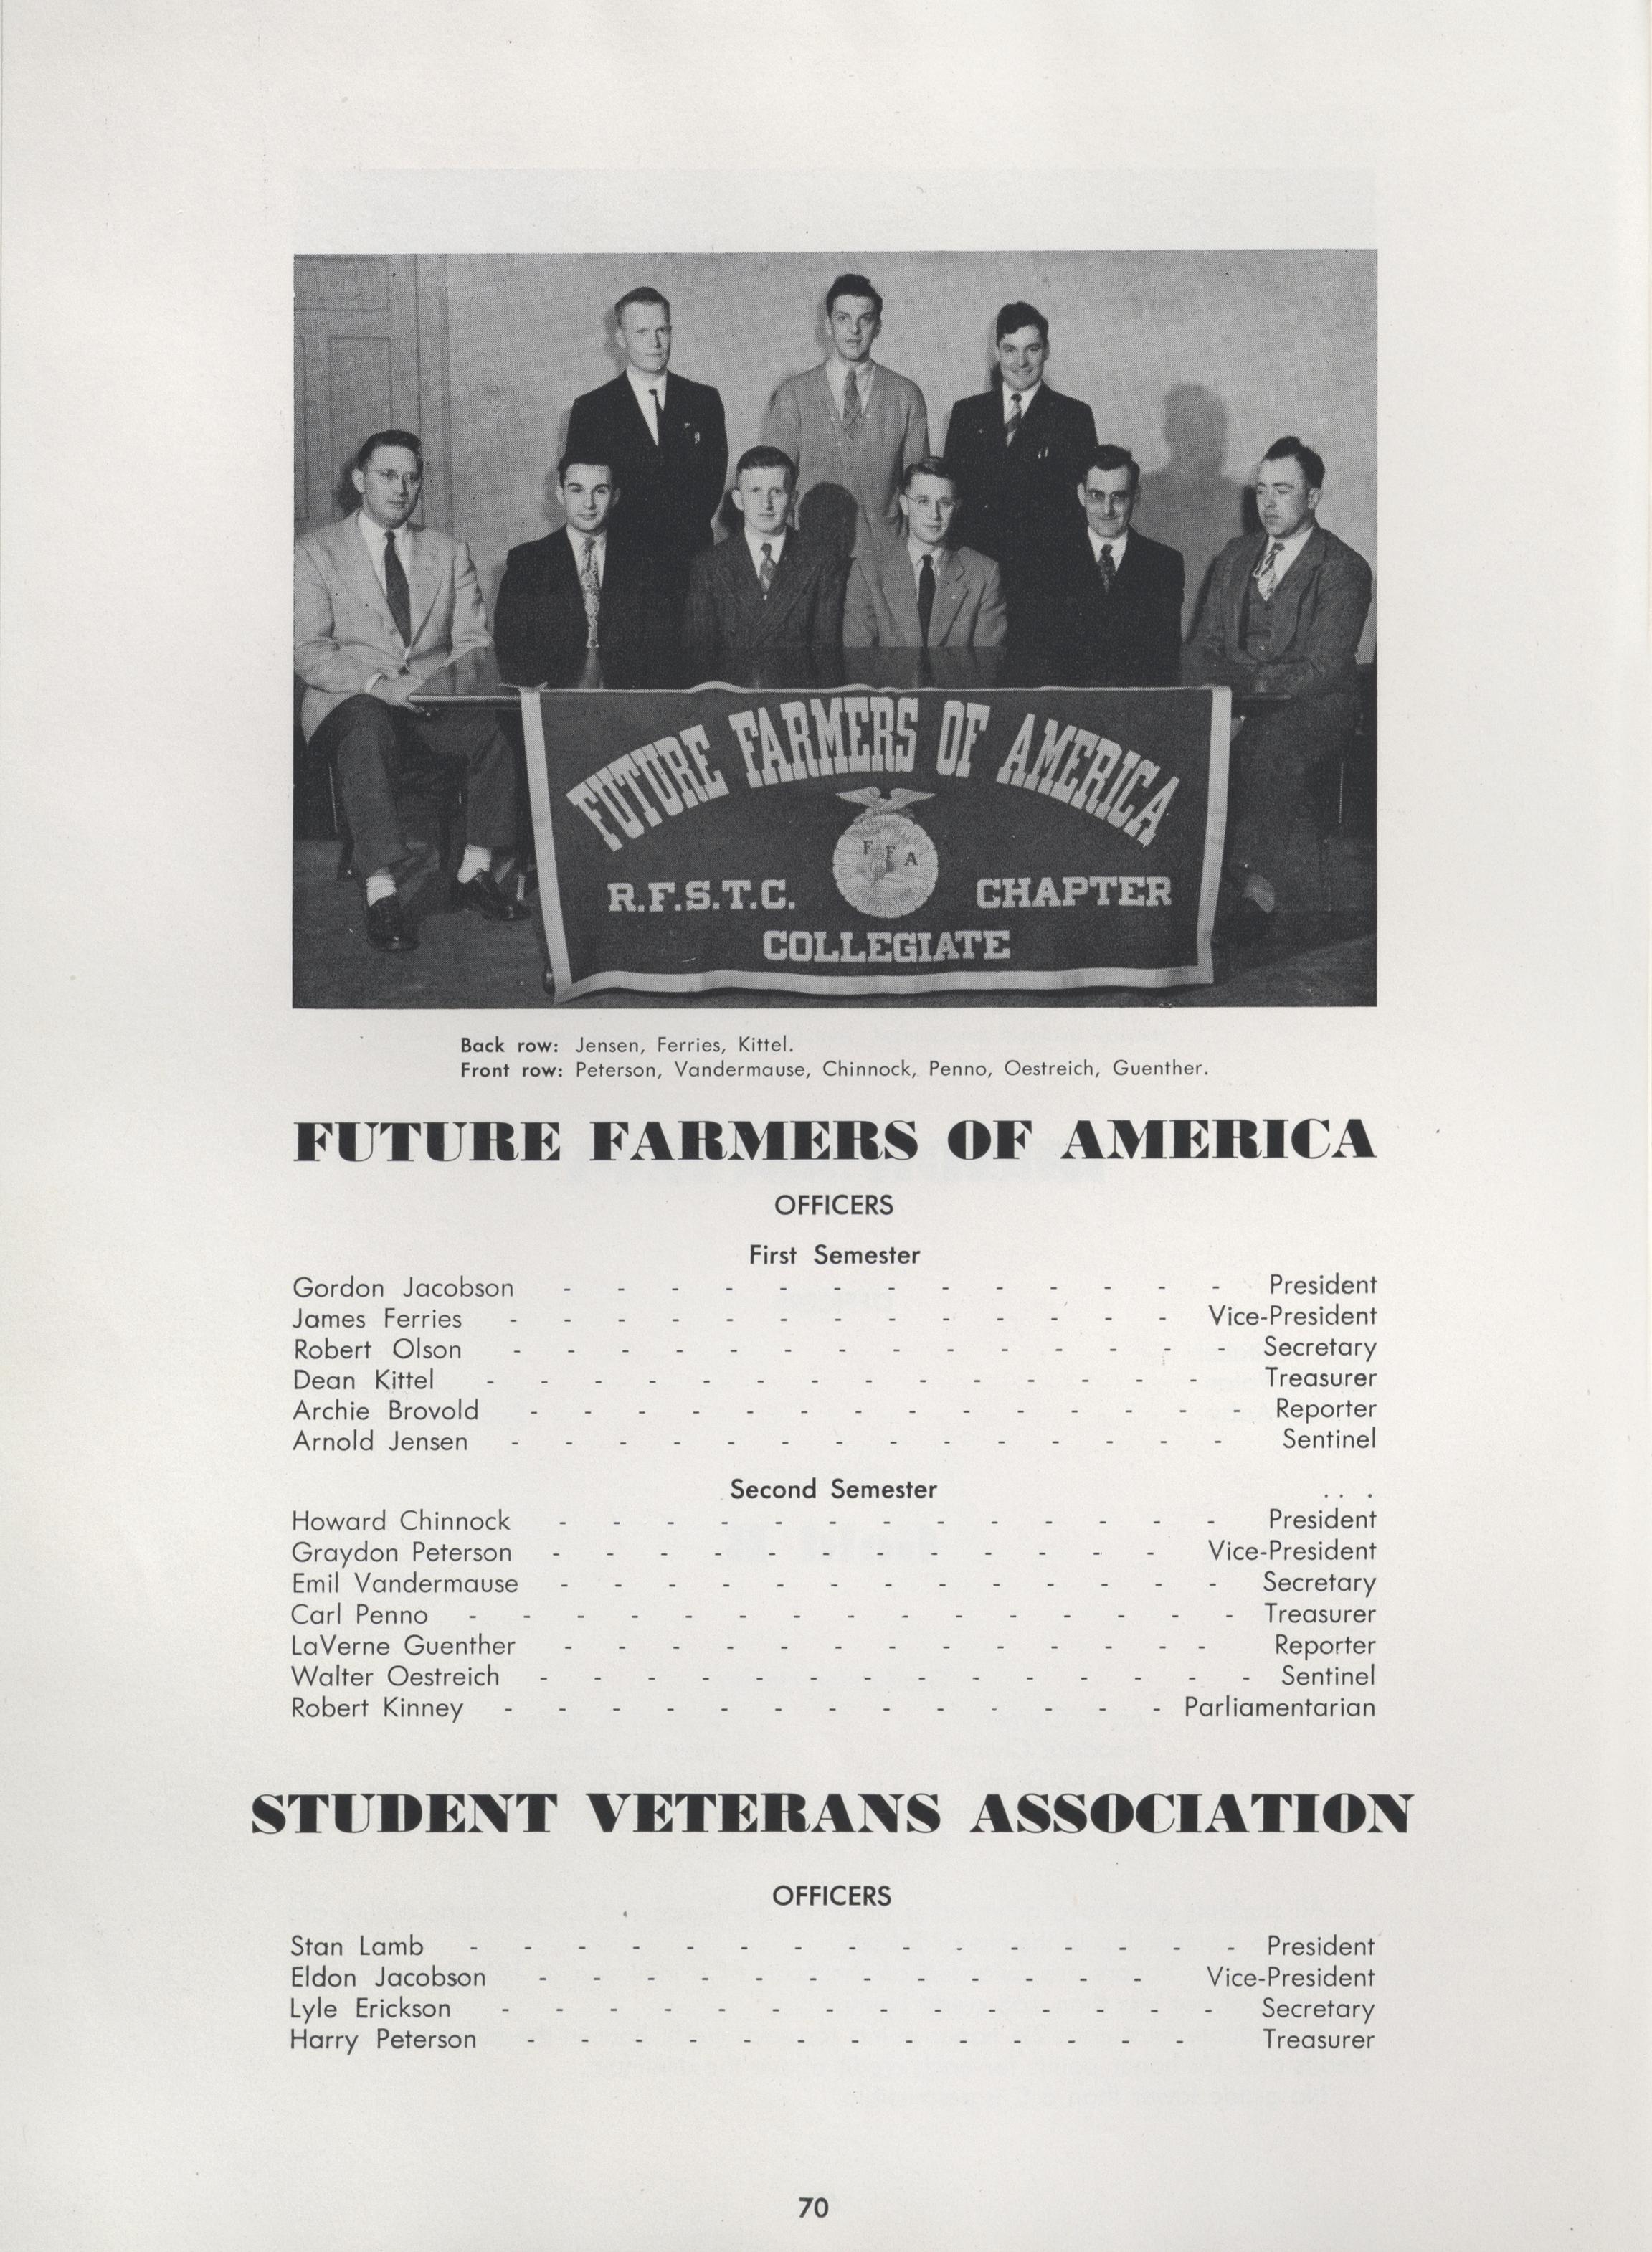 FUTURE FARMERS OF AMERICA
F F A
R.F.S.T.C. CHAPTER
COLLEGIATE
Back row: Jensen, Ferries, Kittel.
Front row: Peterson, Vandermause, Chinnock, Penno, Oestreich, Guenther.
FUTURE FARMERS OF AMERICA
OFFICERS
First Semester
Gordon Jacobson - - - - - - - - - - - - - President
James Ferries - - - - - - - - - - - - - Vice-President
Robert Olson - - - - - - - - - - - - - - Secretary
Dean Kittel - - - - - - - - - - - - - - Treasurer
Archie Brovold - - - - - - - - - - - - - - Reporter
Arnold Jensen - - - - - - - - - - - - - - Sentinel
Second Semester
Howard Chinnock - - - - - - - - - - - - - President
Graydon Peterson - - - - - - - - - - - - Vice-President
Emil Vandermause - - - - - - - - - - - - - Secretary
Carl Penno - - - - - - - - - - - - - - - Treasurer
LaVerne Guenther - - - - - - - - - - - - - Reporter
Walter Oestreich - - - - - - - - - - - - - - Sentinel
Robert Kinney - - - - - - - - - - - - - Parliamentarian
STUDENT VETERANS ASSOCIATION
OFFICERS
Stan Lamb - - - - - - - - - - - - - - - President
Eldon Jacobson - - - - - - - - - - - - Vice-President
Lyle Erickson - - - - - - - - - - - - - - Secretary
Harry Peterson - - - - - - - - - - - - - Treasurer
70